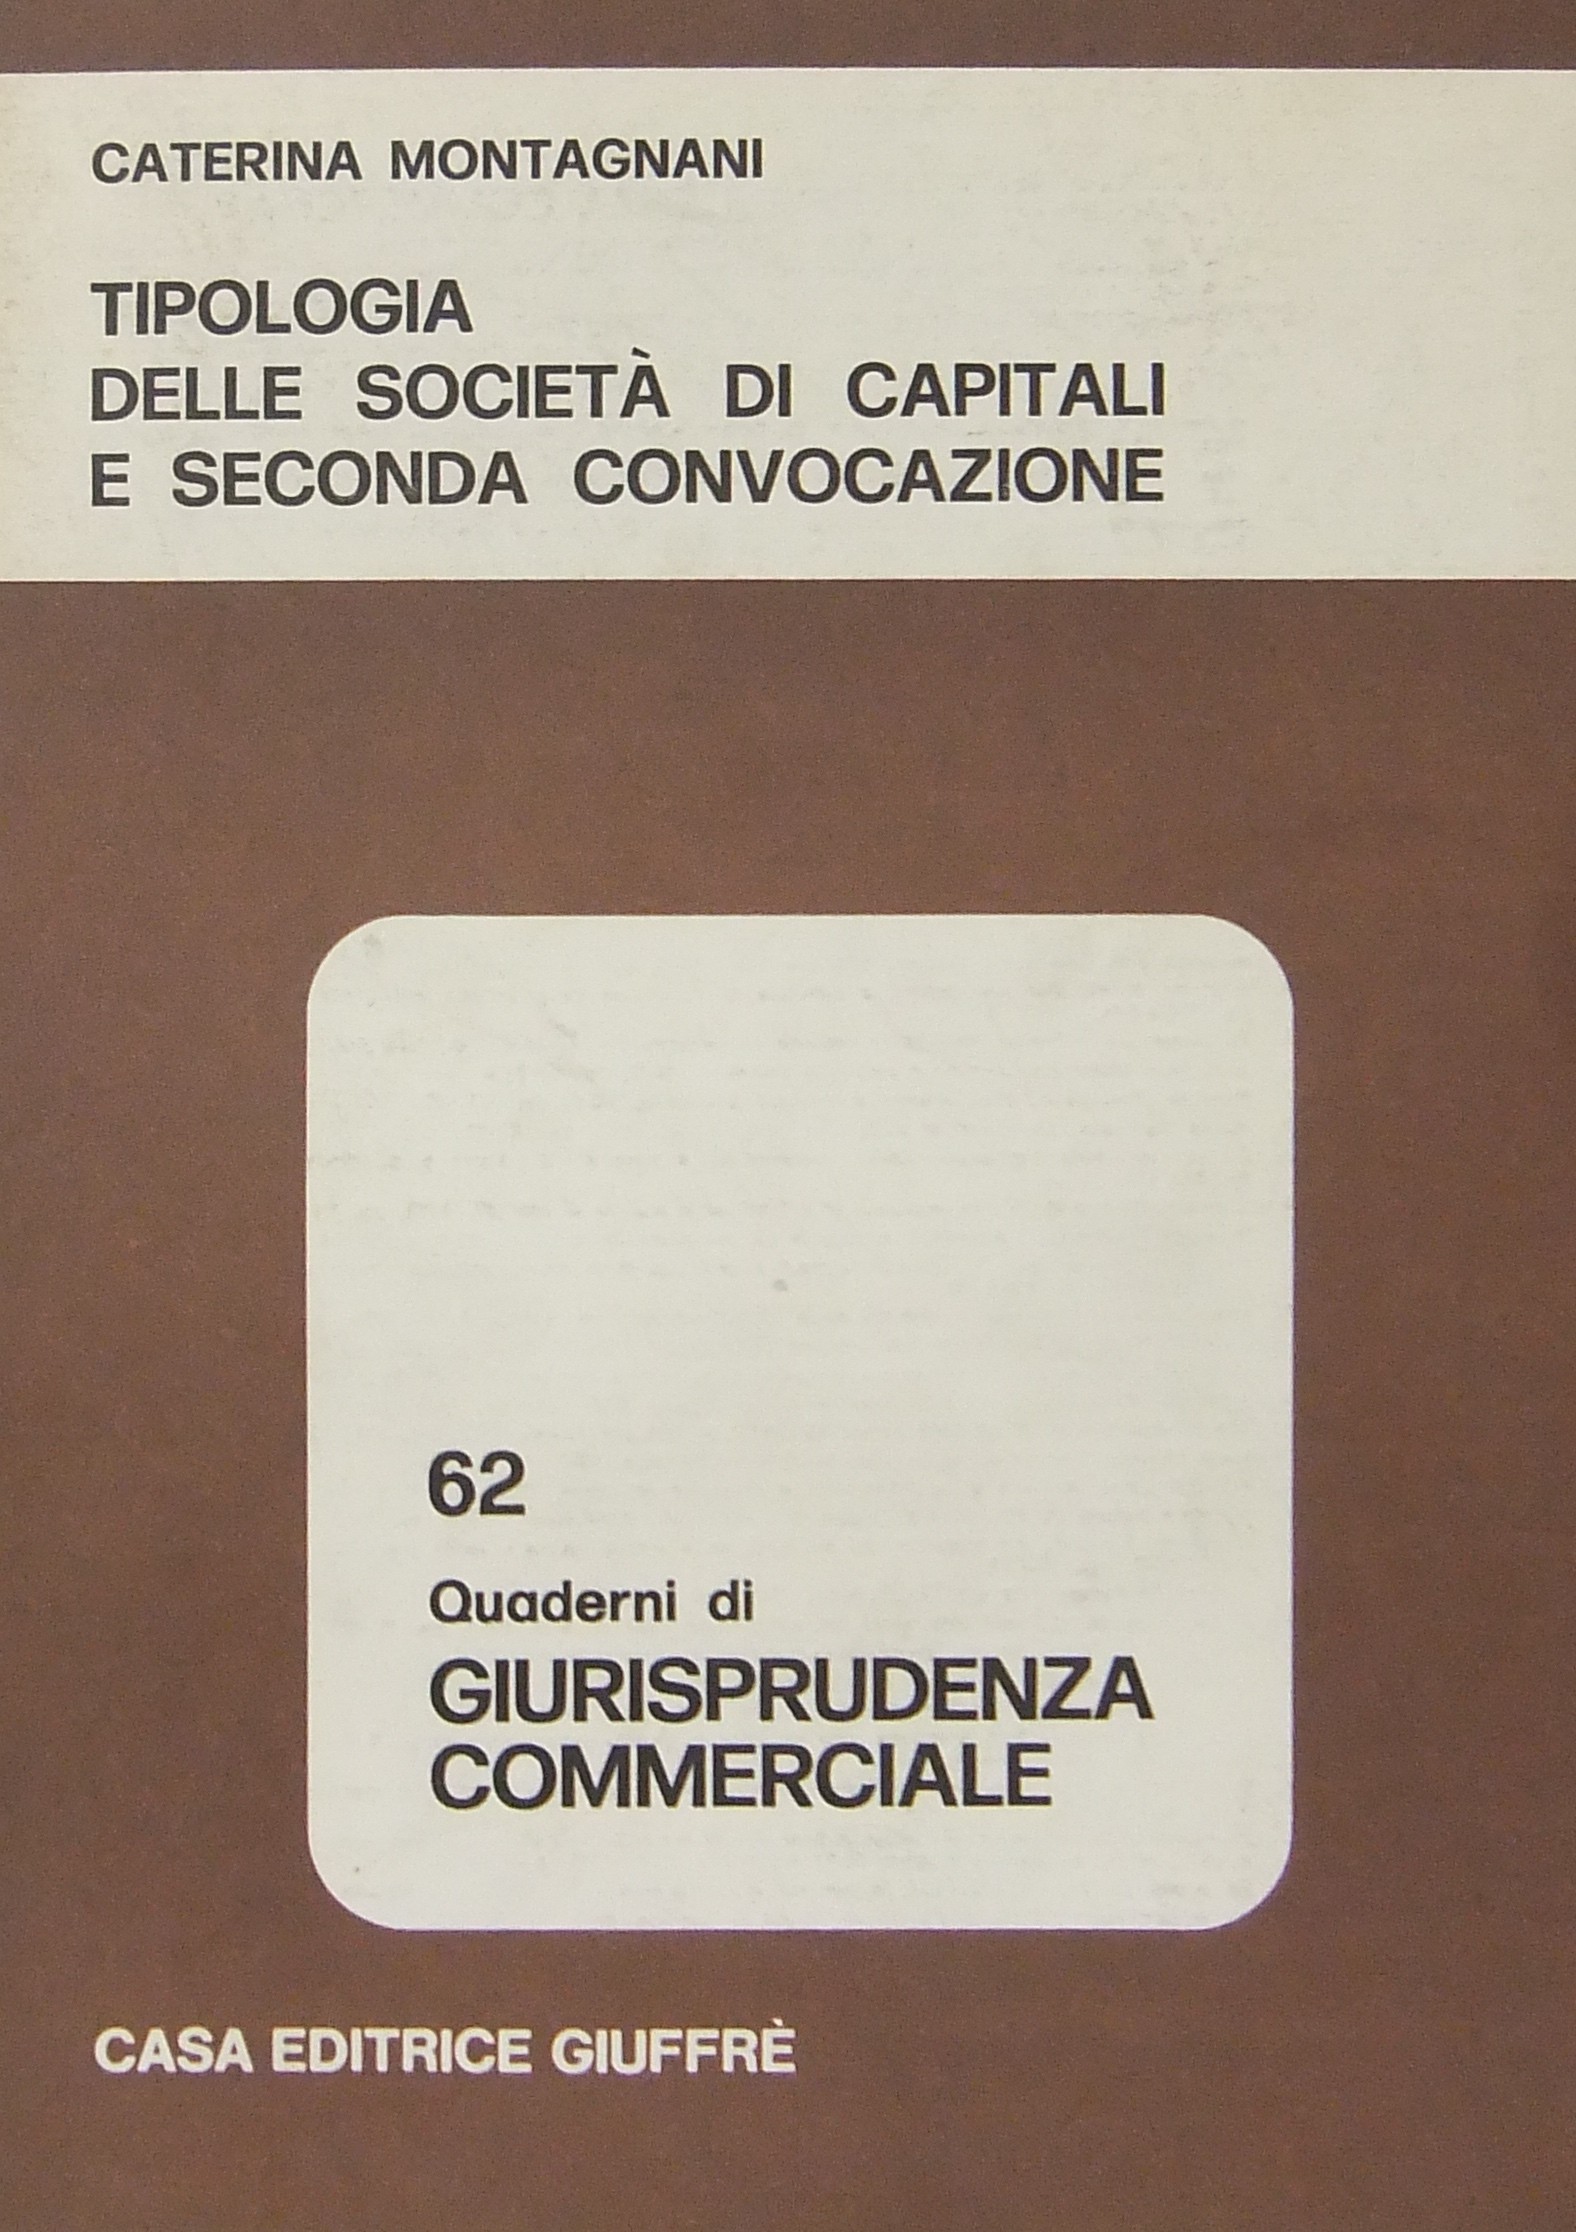 CATERINA MONTAGNANI
TIPOLOGIA
DELLE SOCIETÀ DI CAPITALI
E SECONDA CONVOCAZIONE
62
Quaderni di
GIURISPRUDENZA
COMMERCIALE
CASA EDITRICE GIUFFRÈ